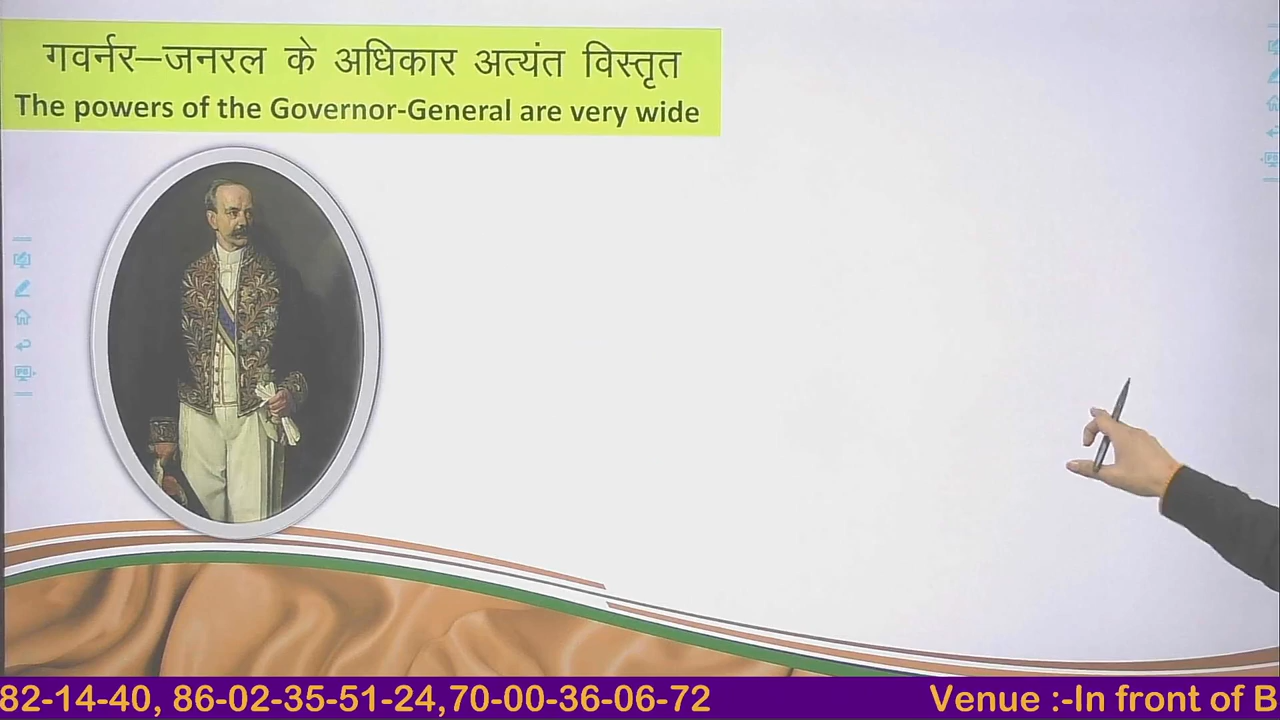 गवर्नर–जनरल के अधिकार अत्यंत विस्तृत
The powers of the Governor-General are very wide
82-14-40, 86-02-35-51-24,70-00-36-06-72 Venue :-In front of B